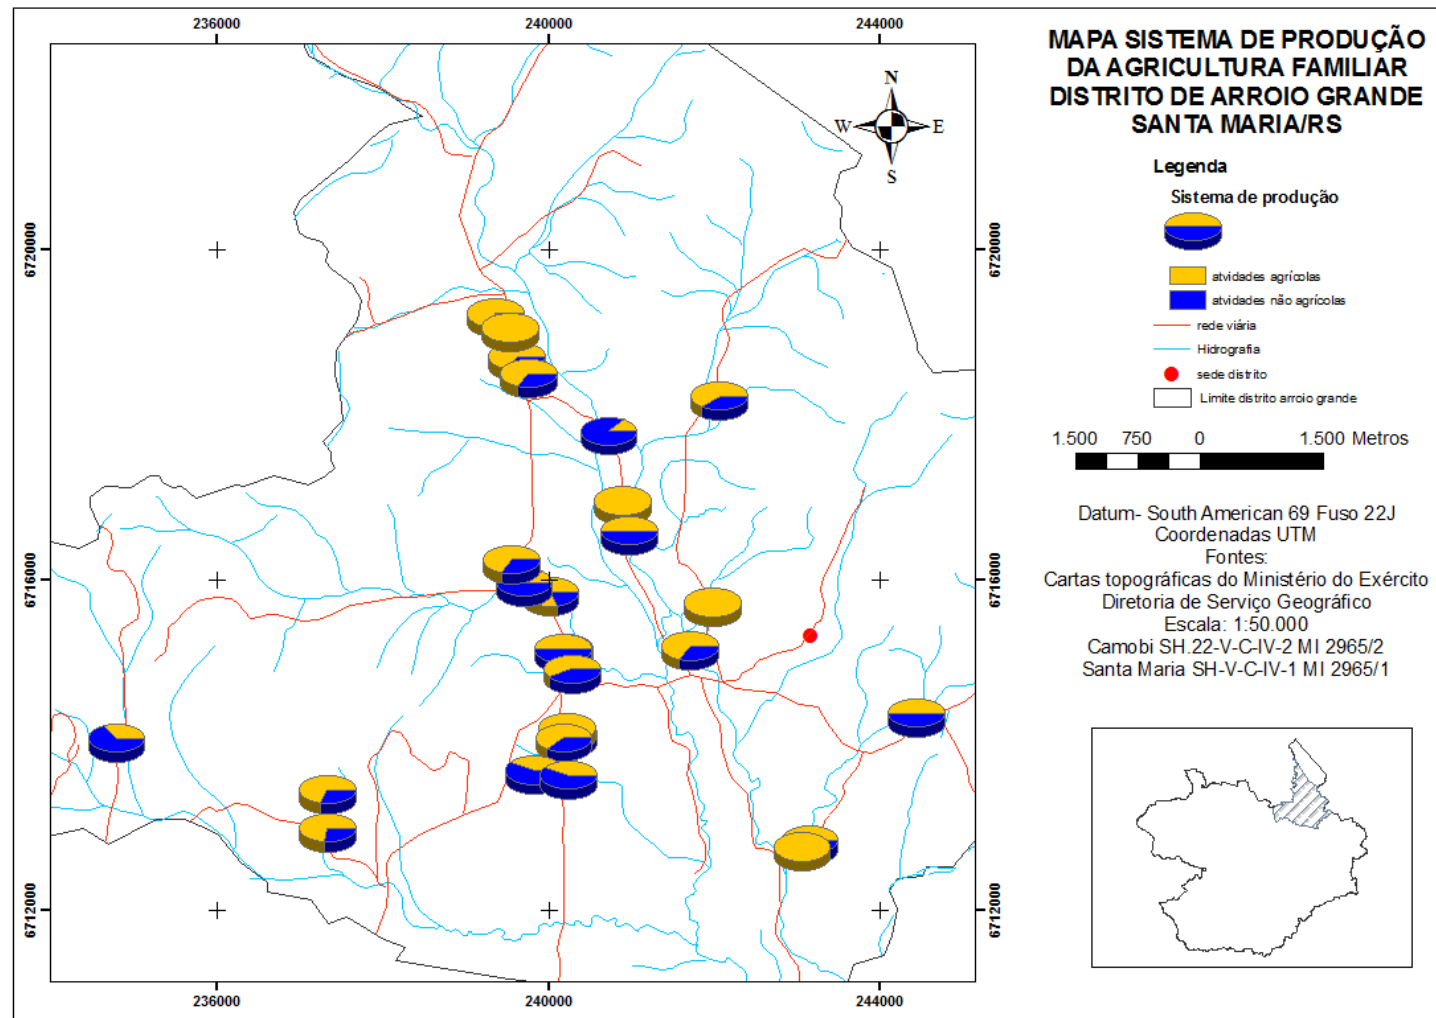 236000
240000
244000
6720000
6720000
6716000
6716000
6712000
6712000
236000
240000
244000
N
W
E
S
MAPA SISTEMA DE PRODUÇÃO
DA AGRICULTURA FAMILIAR
DISTRITO DE ARROIO GRANDE
SANTA MARIA/RS
Legenda
Sistema de produção
atvidades agrícolas
atvidades não agrícolas
rede viária
Hidrografia
sede distrito
Limite distrito arroio grande
1.500 750 0 1.500 Metros
Datum- South American 69 Fuso 22J
Coordenadas UTM
Fontes:
Cartas topográficas do Ministério do Exército
Diretoria de Serviço Geográfico
Escala: 1:50.000
Camobi SH.22-V-C-IV-2 MI 2965/2
Santa Maria SH-V-C-IV-1 MI 2965/1